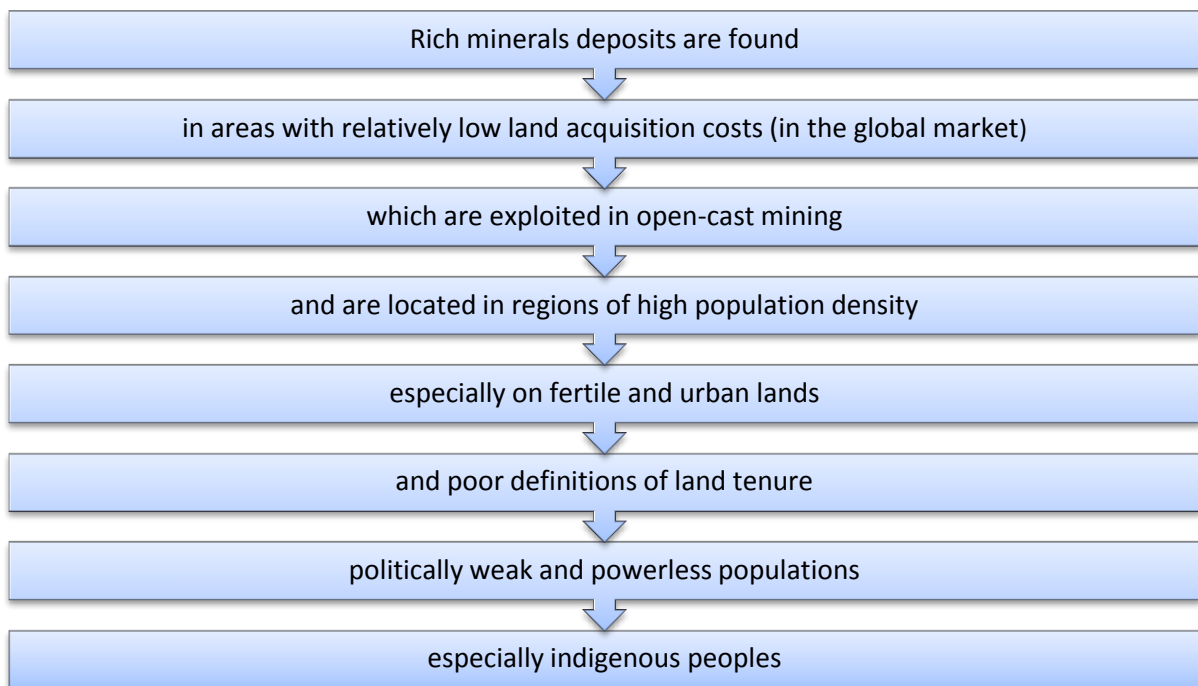 Rich minerals deposits are found
in areas with relatively low land acquisition costs (in the global market)
which are exploited in open-cast mining
and are located in regions of high population density
especially on fertile and urban lands
and poor definitions of land tenure
politically weak and powerless populations
especially indigenous peoples